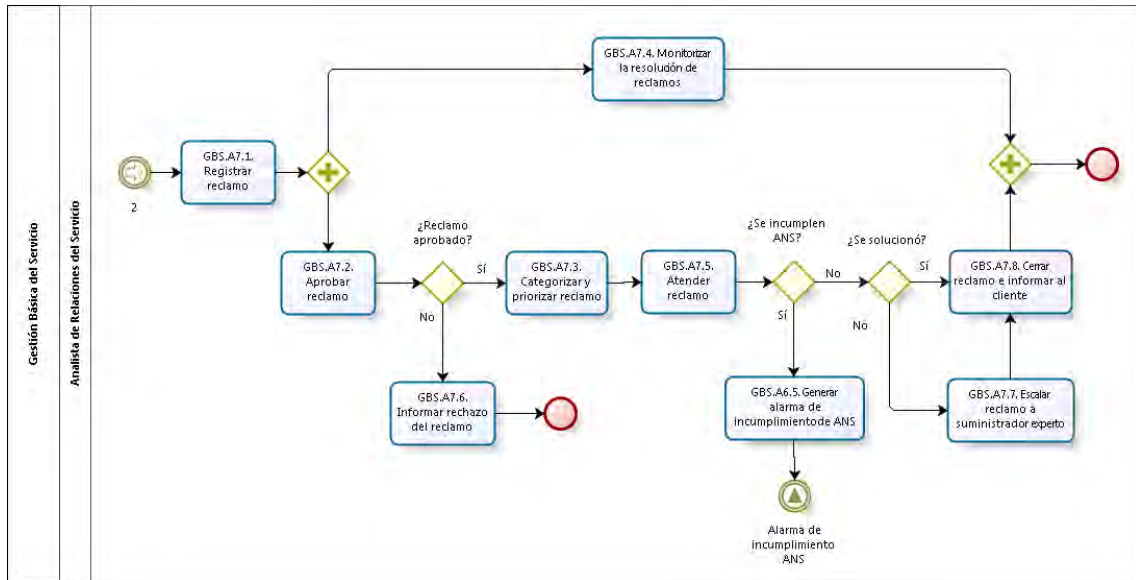 Gestión Básica del Servicio
Analista de Relaciones del Servicio
GBS.A7.4. Monitorizar
la resolución de
reclamos
GBS.A7.1.
Registrar
reclamo
2
¿Reclamo
aprobado?
¿Se incumplen
ANS?
¿Se solucionó?
GBS.A7.2.
Aprobar
reclamo
Sí
GBS.A7.3.
Categorizar y
priorizar reclamo
GBS.A7.5.
Atender
reclamo
No
Sí
GBS.A7.8. Cerrar
reclamo e informar al
cliente
No
Sí
No
GBS.A7.6.
Informar rechazo
del reclamo
GBS.A6.5. Generar
alarma de
incumplimiento de ANS
GBS.A7.7. Escalar
reclamo a
suministrador experto
Alarma de
incumplimiento
ANS